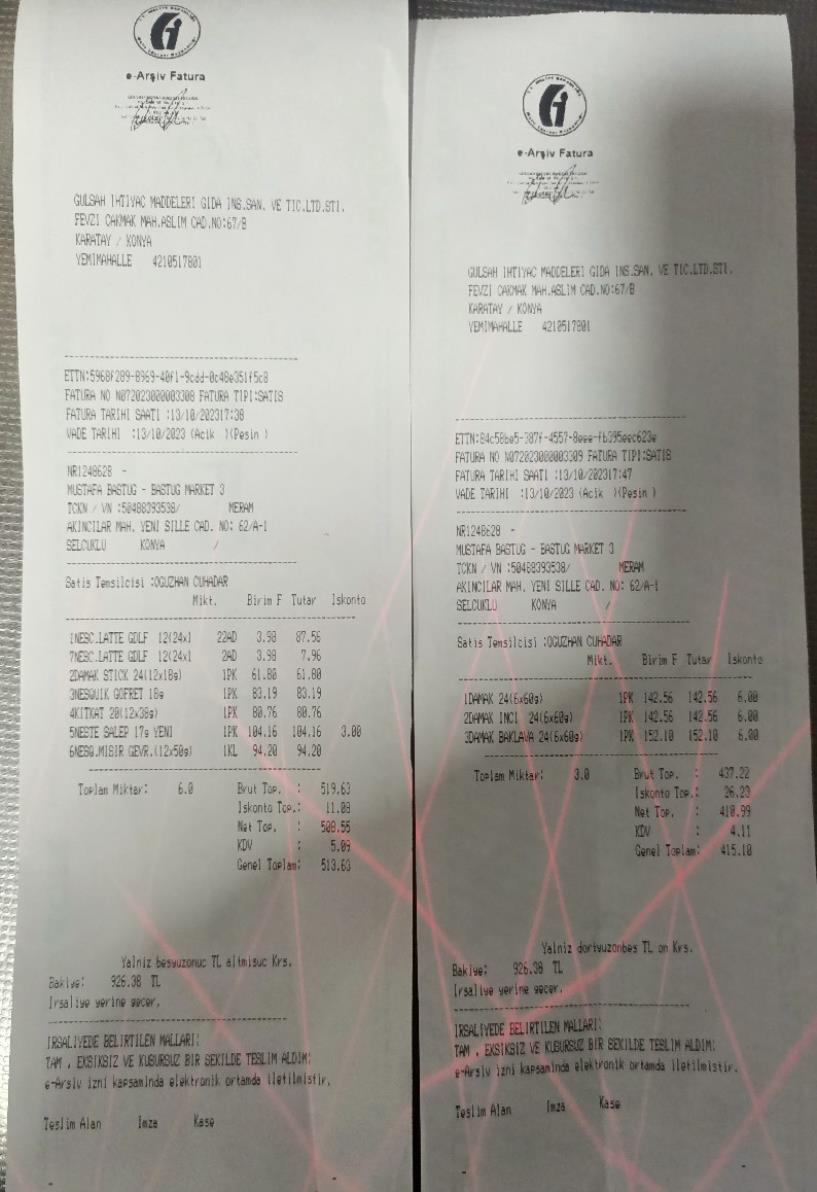 e-Arşiv Fatura
GULSAH IHTIYAC MADDELERI GIDA INS.SAN. VE TIC.LTD.STI.
FEVZI CAKMAK MAH.ASLIM CAD.NO:67/B
KARATAY / KONYA
YENIMAHALLE 4210517801
ETTN:5968f289-8969-40f1-9cdd-0c48e351f5c8
FATURA NO N072023000003308 FATURA TIPI:SATIS
FATURA TARIHI SAATI :13/10/202317:38
VADE TARIHI :13/10/2023 (Acik )(Pesin )
NR1248628 -
MUSTAFA BASTUG - BASTUG MARKET 3
TCKN / VN :50488393538/ MERAM
AKINCILAR MAH. YENI SILLE CAD. NO: 62/A-1
SELCUKLU KONYA /
Satis Temsilcisi :OGUZHAN CUHADAR
Mikt. Birim F Tutar Iskonto
1NESC.LATTE GDLF 12(24x1 22AD 3.98 87.56
7NESC.LATTE GDLF 12(24x1 2AD 3.98 7.96
2DAMAK STICK 24(12x18g) 1PK 61.80 61.80
3NESQUIK GOFRET 18g 1PK 83.19 83.19
4KITKAT 20(12x38g) 1PK 80.76 80.76
5NESTE SALEP 17g YENI 1PK 104.16 104.16 3.00
6NESQ.MISIR GEVR.(12x50g) 1KL 94.20 94.20
Toplam Miktar: 6.0 Brut Top. : 519.63
Iskonto Top.: 11.08
Net Top. : 508.55
KDV : 5.09
Genel Toplam: 513.63
Yalniz besyuzonuc TL altmisuc Krs.
Bakiye: 926.38 TL
Irsaliye yerine gecer.
IRSALIYEDE BELIRTILEN MALLARI:
TAM , EKSIKSIZ VE KUSURSUZ BIR SEKILDE TESLIM ALDIM:
e-Arsiv izni kapsaminda elektronik ortamda iletilmistir.
Teslim Alan Imza Kase
e-Arşiv Fatura
GULSAH IHTIYAC MADDELERI GIDA INS.SAN. VE TIC.LTD.STI.
FEVZI CAKMAK MAH.ASLIM CAD.NO:67/B
KARATAY / KONYA
YENIMAHALLE 4210517801
ETTN:84c58be5-387f-4557-8eee-fb395eec623e
FATURA NO N072023000003309 FATURA TIPI:SATIS
FATURA TARIHI SAATI :13/10/202317:47
VADE TARIHI :13/10/2023 (Acik )(Pesin )
NR1248628 -
MUSTAFA BASTUG - BASTUG MARKET 3
TCKN / VN :50488393538/ MERAM
AKINCILAR MAH. YENI SILLE CAD. NO: 62/A-1
SELCUKLU KONYA /
Satis Temsilcisi :OGUZHAN CUHADAR
Mikt. Birim F Tutar Iskonto
1DAMAK 24(6x60g) 1PK 142.56 142.56 6.00
2DAMAK INCI 24(6x60g) 1PK 142.56 142.56 6.00
3DAMAK BAKLAVA 24(6x60g) 1PK 152.10 152.10 6.00
Toplam Miktar: 3.0 Brut Top. : 437.22
Iskonto Top.: 26.23
Net Top. : 410.99
KDV : 4.11
Genel Toplam: 415.10
Yalniz dortyuzonbes TL on Krs.
Bakiye: 926.38 TL
Irsaliye yerine gecer.
IRSALIYEDE BELIRTILEN MALLARI:
TAM , EKSIKSIZ VE KUSURSUZ BIR SEKILDE TESLIM ALDIM:
e-Arsiv izni kapsaminda elektronik ortamda iletilmistir.
Teslim Alan Imza Kase